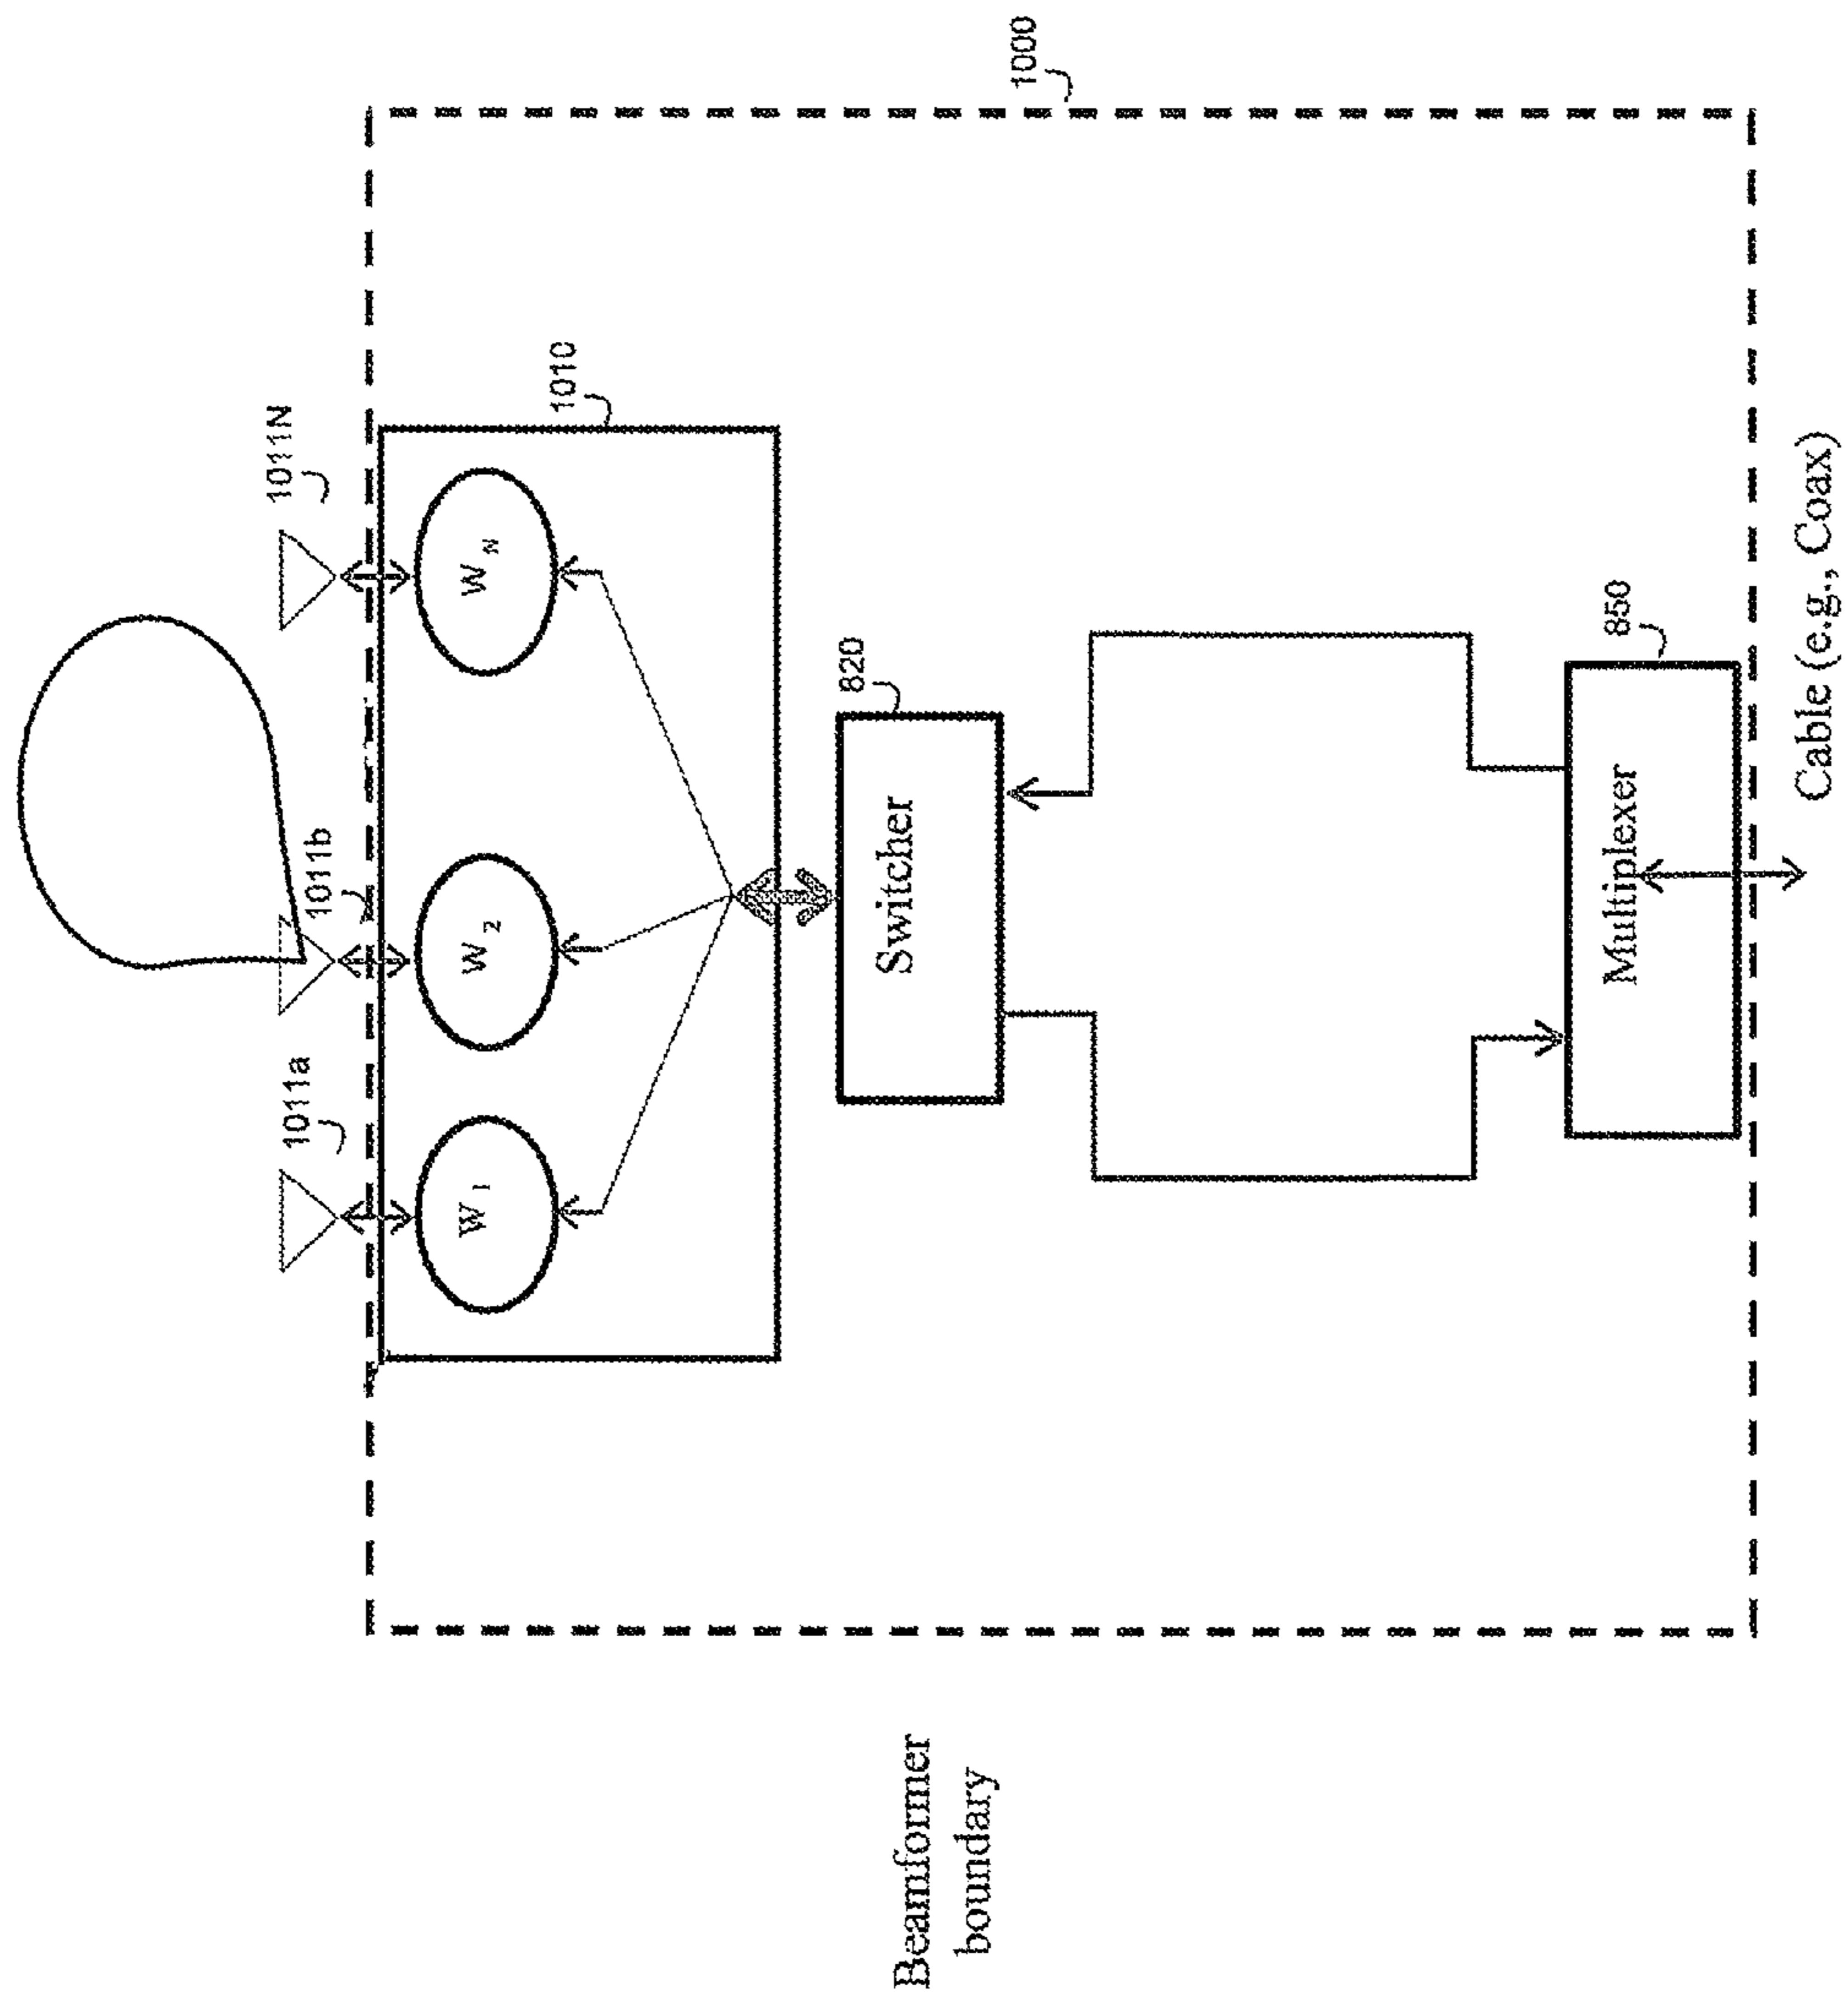 1011a
1011b
1011N
W 1
W 2
W N
1010
1000
820
Switcher
850
Multiplexer
Beamformer
boundary
Cable (e.g., Coax)